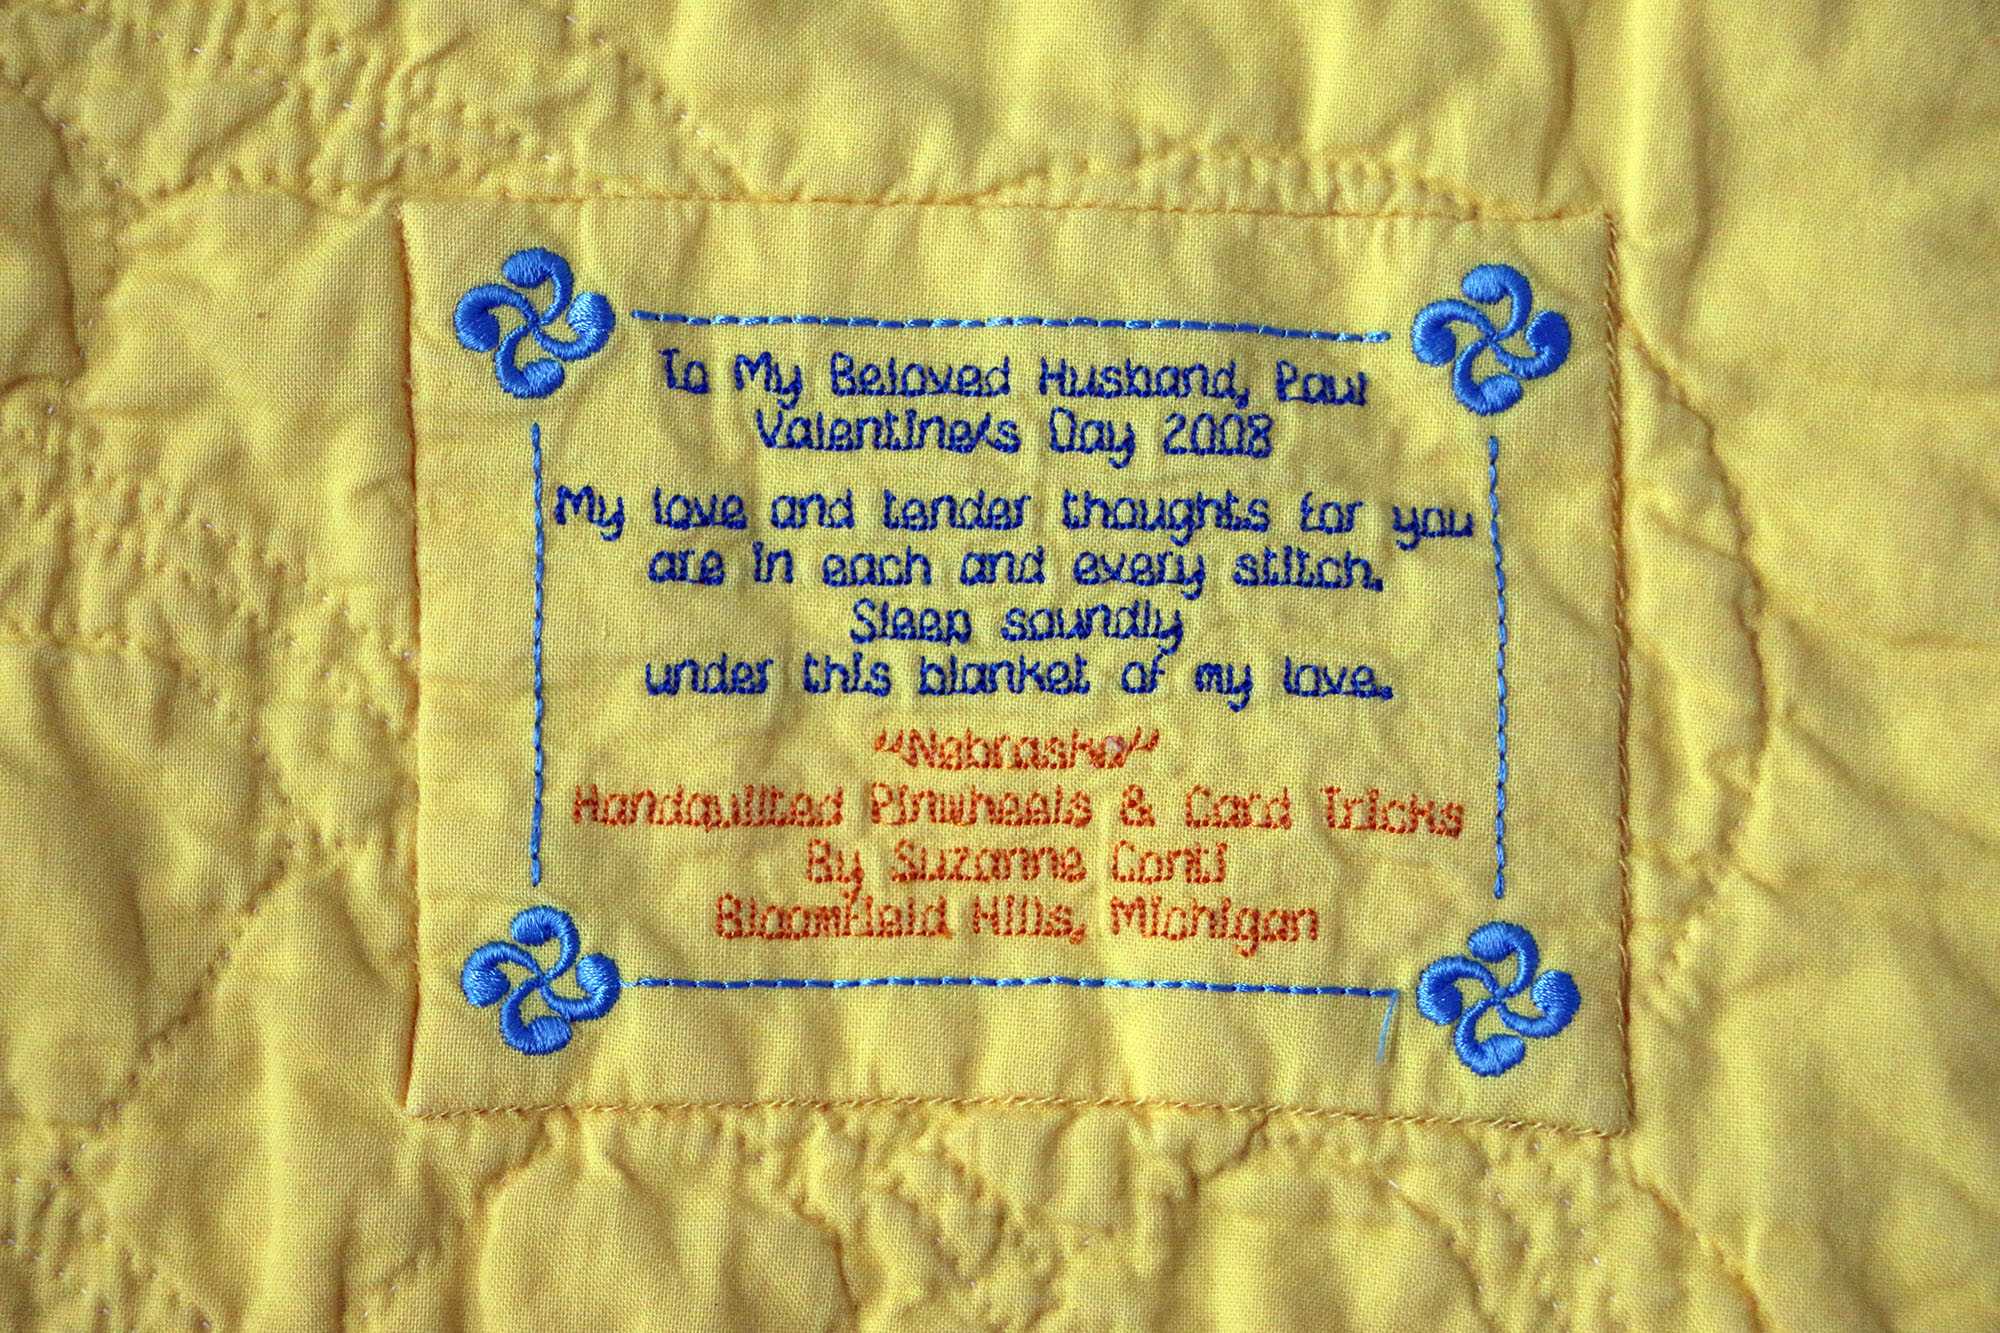 To My Beloved Husband, Paul
Valentine's Day 2008
My love and tender thoughts for you
are in each and every stitch.
Sleep soundly
under this blanket of my love.
"Nebraska"
Handquilted Pinwheels & Card Tricks
By Suzanne Conti
Bloomfield Hills, Michigan